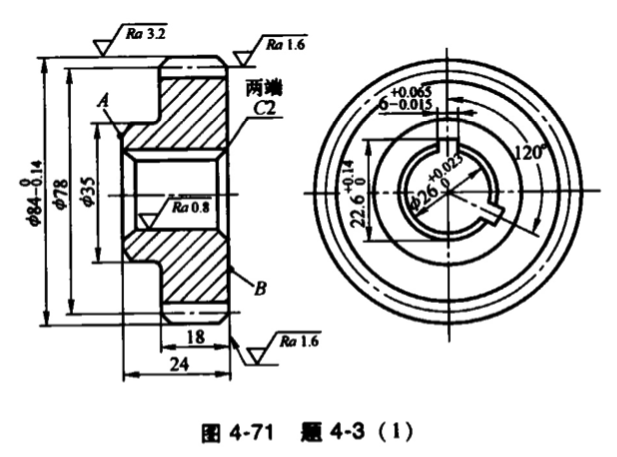 Ra 3.2
Ra 1.6
A
两端
C2
φ84 0 -0.14
φ78
φ35
Ra 0.8
B
18
24
Ra 1.6
6 +0.065 -0.015
120°
22.6 +0.14 0
φ26 +0.023 0
图 4-71 题 4-3 (1)